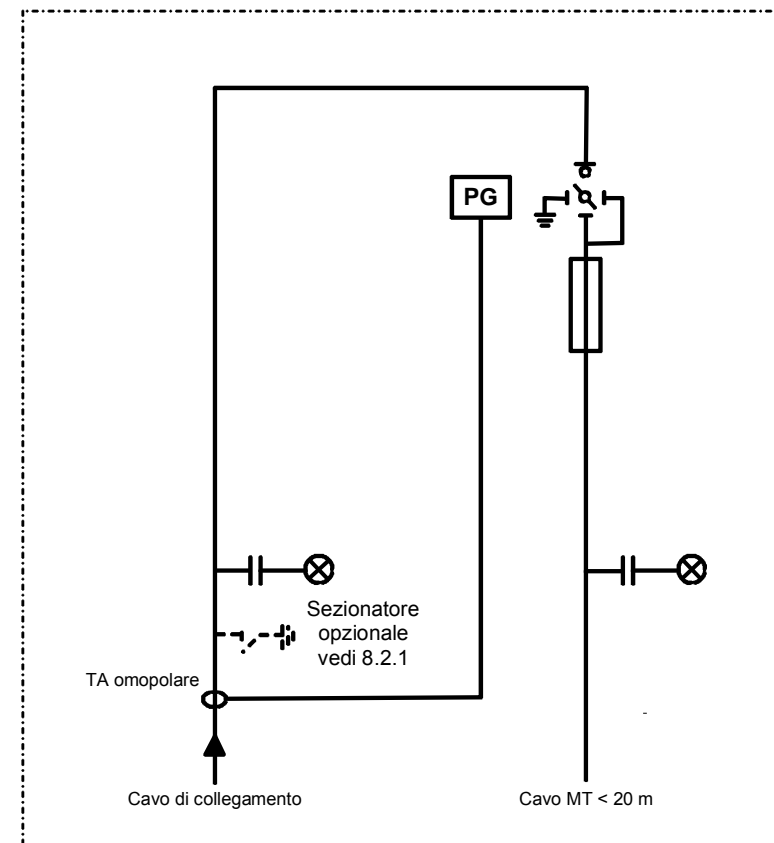 PG
Sezionatore
opzionale
vedi 8.2.1
TA omopolare
Cavo di collegamento
Cavo MT < 20 m